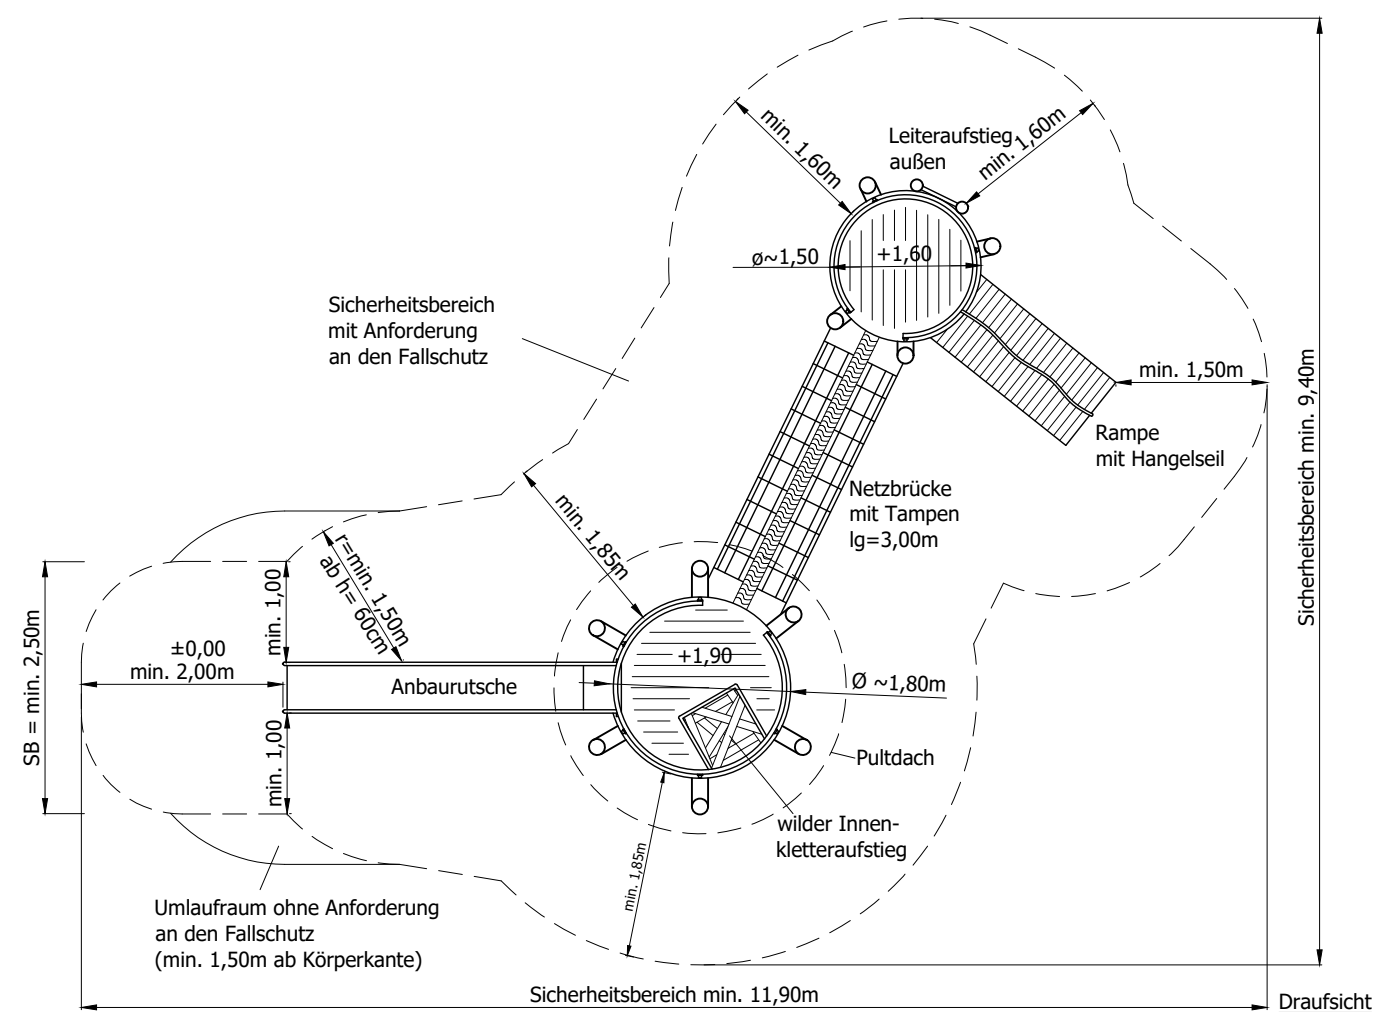 min. 1,60m
Leiteraufstieg
außen
min. 1,60m
ø~1,50
+1,60
Sicherheitsbereich
mit Anforderung
an den Fallschutz
min. 1,50m
Sicherheitsbereich min. 9,40m
Rampe
mit Hangelseil
Netzbrücke
mit Tampen
lg=3,00m
min. 1,85m
r=min. 1,50m
ab h= 60cm
min. 1,00
SB = min. 2,50m
±0,00
min. 2,00m
Anbaurutsche
+1,90
Ø ~1,80m
min. 1,00
Pultdach
wilder Innen-
kletteraufstieg
min. 1,85m
Umlaufraum ohne Anforderung
an den Fallschutz
(min. 1,50m ab Körperkante)
Sicherheitsbereich min. 11,90m
Draufsicht